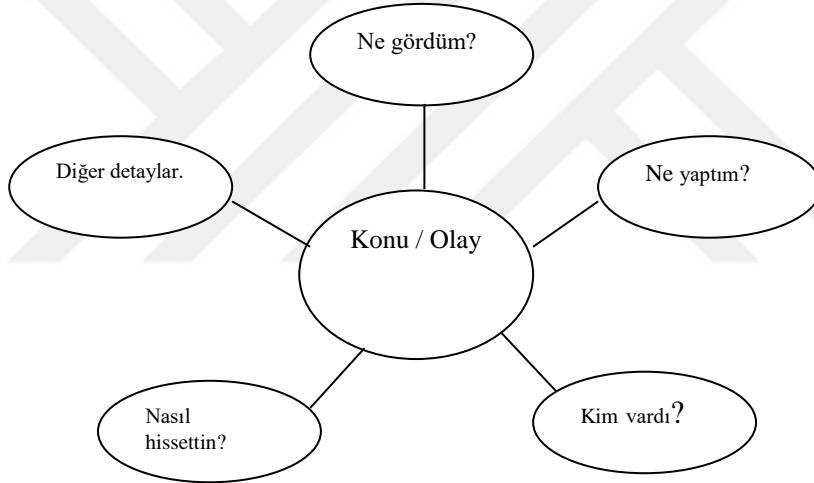 Ne gördüm?
Diğer detaylar.
Ne yaptım?
Konu / Olay
Nasıl
hissettin?
Kim vardı?